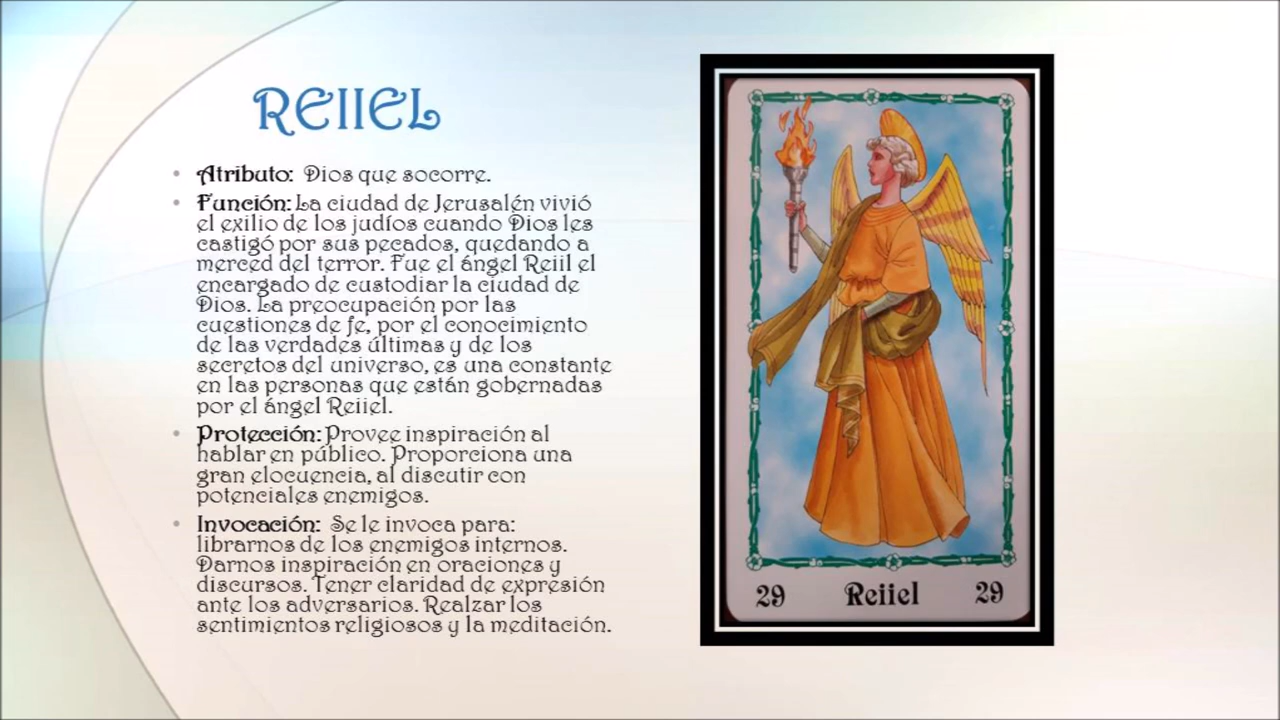 REIIEL
• Atributo: Dios que socorre.
• Función: La ciudad de Jerusalén vivió
el exilio de los judíos cuando Dios les
castigó por sus pecados, quedando a
merced del terror. Fue el ángel Reiil el
encargado de custodiar la ciudad de
Dios. La preocupación por las
cuestiones de fe, por el conocimiento
de las verdades últimas y de los
secretos del universo, es una constante
en las personas que están gobernadas
por el ángel Reiiel.
• Protección: Provee inspiración al
hablar en público. Proporciona una
gran elocuencia, al discutir con
potenciales enemigos.
• Invocación: Se le invoca para:
librarnos de los enemigos internos.
Darnos inspiración en oraciones y
discursos. Tener claridad de expresión
ante los adversarios. Realzar los
sentimientos religiosos y la meditación.
29 Reiiel 29